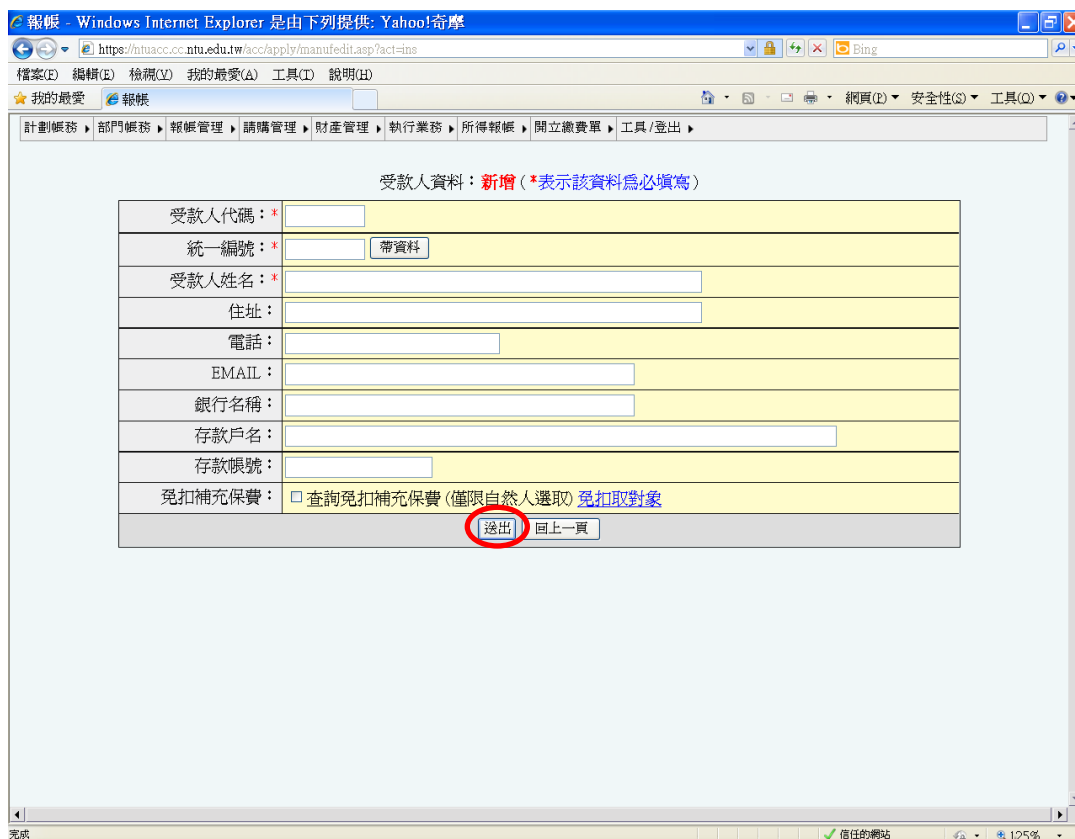 報帳 - Windows Internet Explorer 是由下列提供: Yahoo!奇摩
https://ntuacc.cc.ntu.edu.tw/acc/apply/manufedit.asp?act=ins
Bing
檔案(F) 編輯(E) 檢視(V) 我的最愛(A) 工具(T) 說明(H)
我的最愛 報帳 網頁(P) 安全性(S) 工具(O)
計劃帳務 部門帳務 報帳管理 請購管理 財產管理 執行業務 所得報帳 開立繳費單 工具/登出
受款人資料：新增(*表示該資料為必填寫)
受款人代碼：*
統一編號：* 帶資料
受款人姓名：*
住址：
電話：
EMAIL：
銀行名稱：
存款戶名：
存款帳號：
免扣補充保費： 查詢免扣補充保費(僅限自然人選取) 免扣取對象
送出 回上一頁
完成 信任的網站 125%